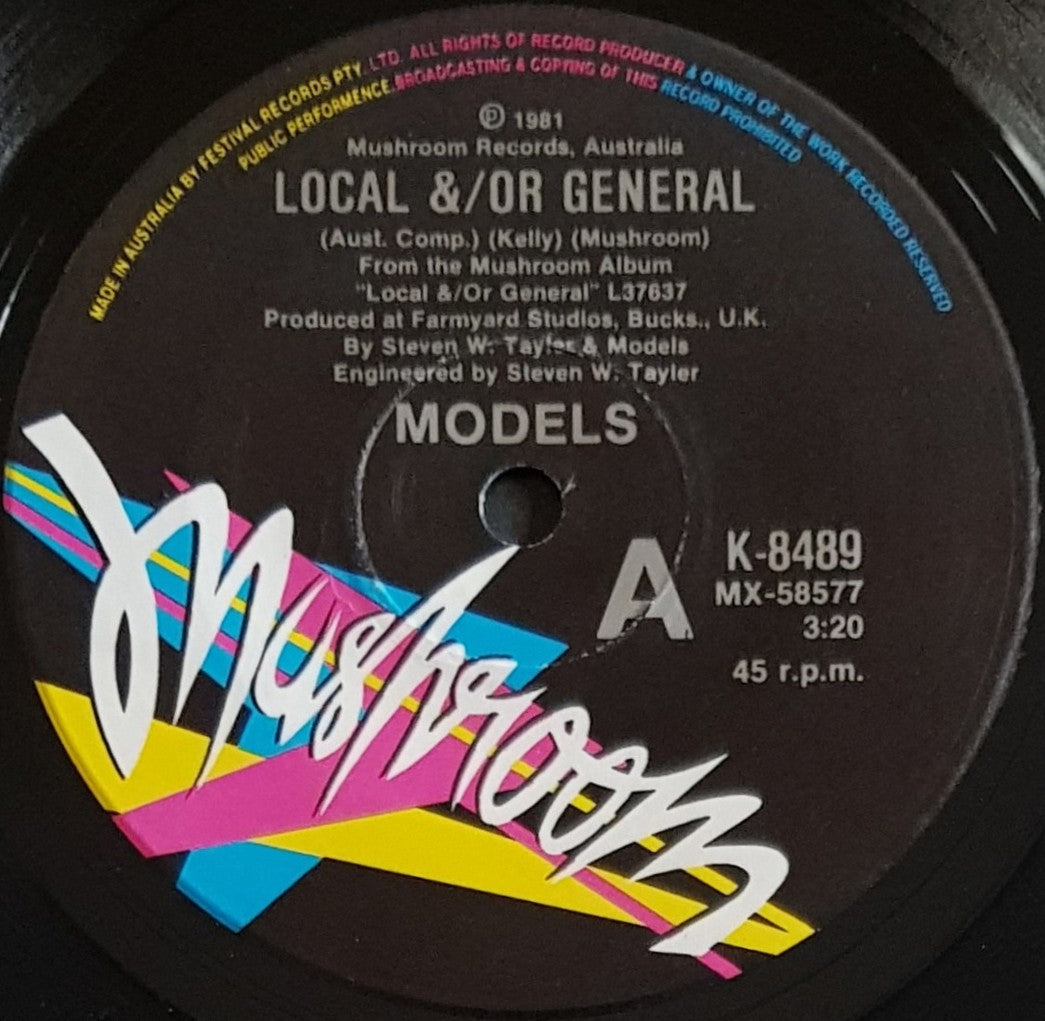 MADE IN AUSTRALIA BY FESTIVAL RECORDS PTY. LTD. ALL RIGHTS OF RECORD PRODUCER & OWNER OF THE WORK RECORDED RESERVED
PUBLIC PERFORMENCE. BROADCASTING & COPYING OF THIS RECORD PROHIBITED
℗ 1981
Mushroom Records, Australia
LOCAL &/OR GENERAL
(Aust. Comp.) (Kelly) (Mushroom)
From the Mushroom Album
"Local &/Or General" L37637
Produced at Farmyard Studios, Bucks., U.K.
By Steven W. Tayler & Models
Engineered by Steven W. Tayler
MODELS
A
K-8489
MX-58577
3:20
45 r.p.m.
Mushroom